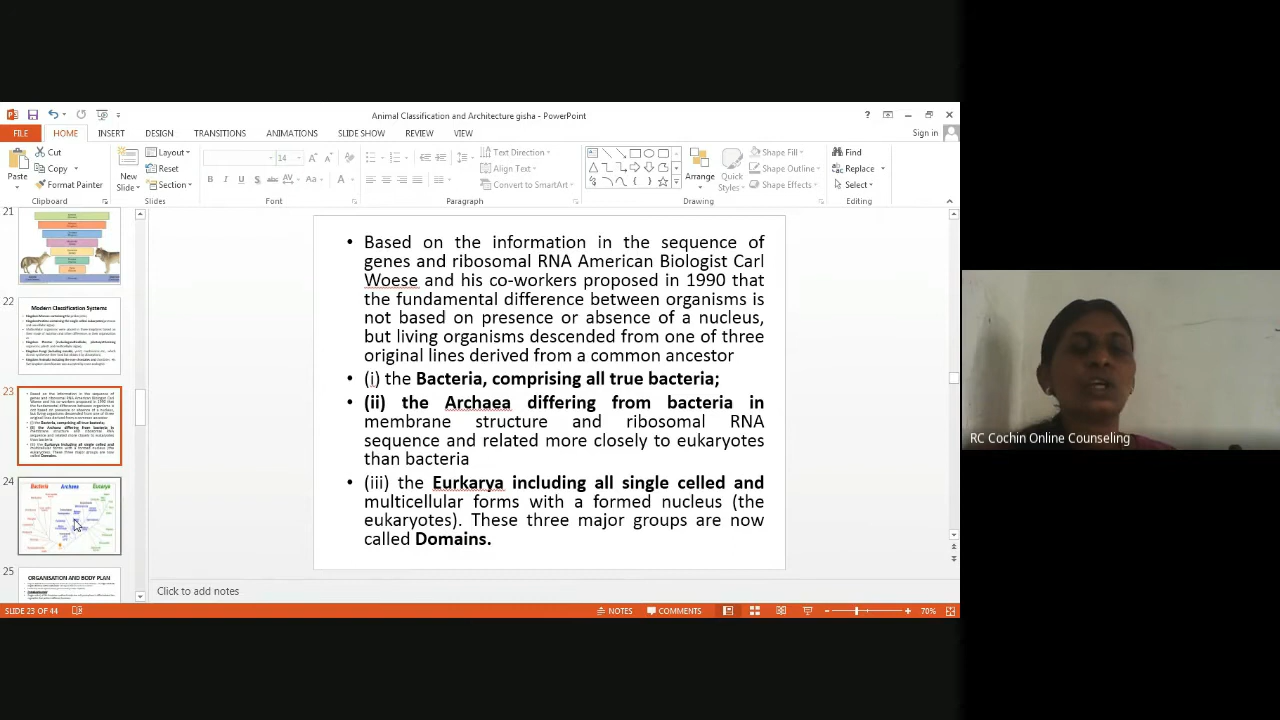 Animal Classification and Architecture gisha - PowerPoint
Sign in
FILE HOME INSERT DESIGN TRANSITIONS ANIMATIONS SLIDE SHOW REVIEW VIEW
Paste
Cut
Copy
Format Painter
Clipboard
New Slide
Layout
Reset
Section
Slides
14
Font
Text Direction
Align Text
Convert to SmartArt
Paragraph
Arrange
Quick Styles
Shape Fill
Shape Outline
Shape Effects
Drawing
Find
Replace
Select
Editing
21
22
Modern Classification Systems
23
24
Bacteria Archaea Eucarya
25
ORGANISATION AND BODY PLAN
• Based on the information in the sequence of
genes and ribosomal RNA American Biologist Carl
Woese and his co-workers proposed in 1990 that
the fundamental difference between organisms is
not based on presence or absence of a nucleus
but living organisms descended from one of three
original lines derived from a common ancestor
• (i) the Bacteria, comprising all true bacteria;
• (ii) the Archaea differing from bacteria in
membrane structure and ribosomal RNA
sequence and related more closely to eukaryotes
than bacteria
• (iii) the Eurkarya including all single celled and
multicellular forms with a formed nucleus (the
eukaryotes). These three major groups are now
called Domains.
Click to add notes
SLIDE 23 OF 44
NOTES COMMENTS 70%
RC Cochin Online Counseling